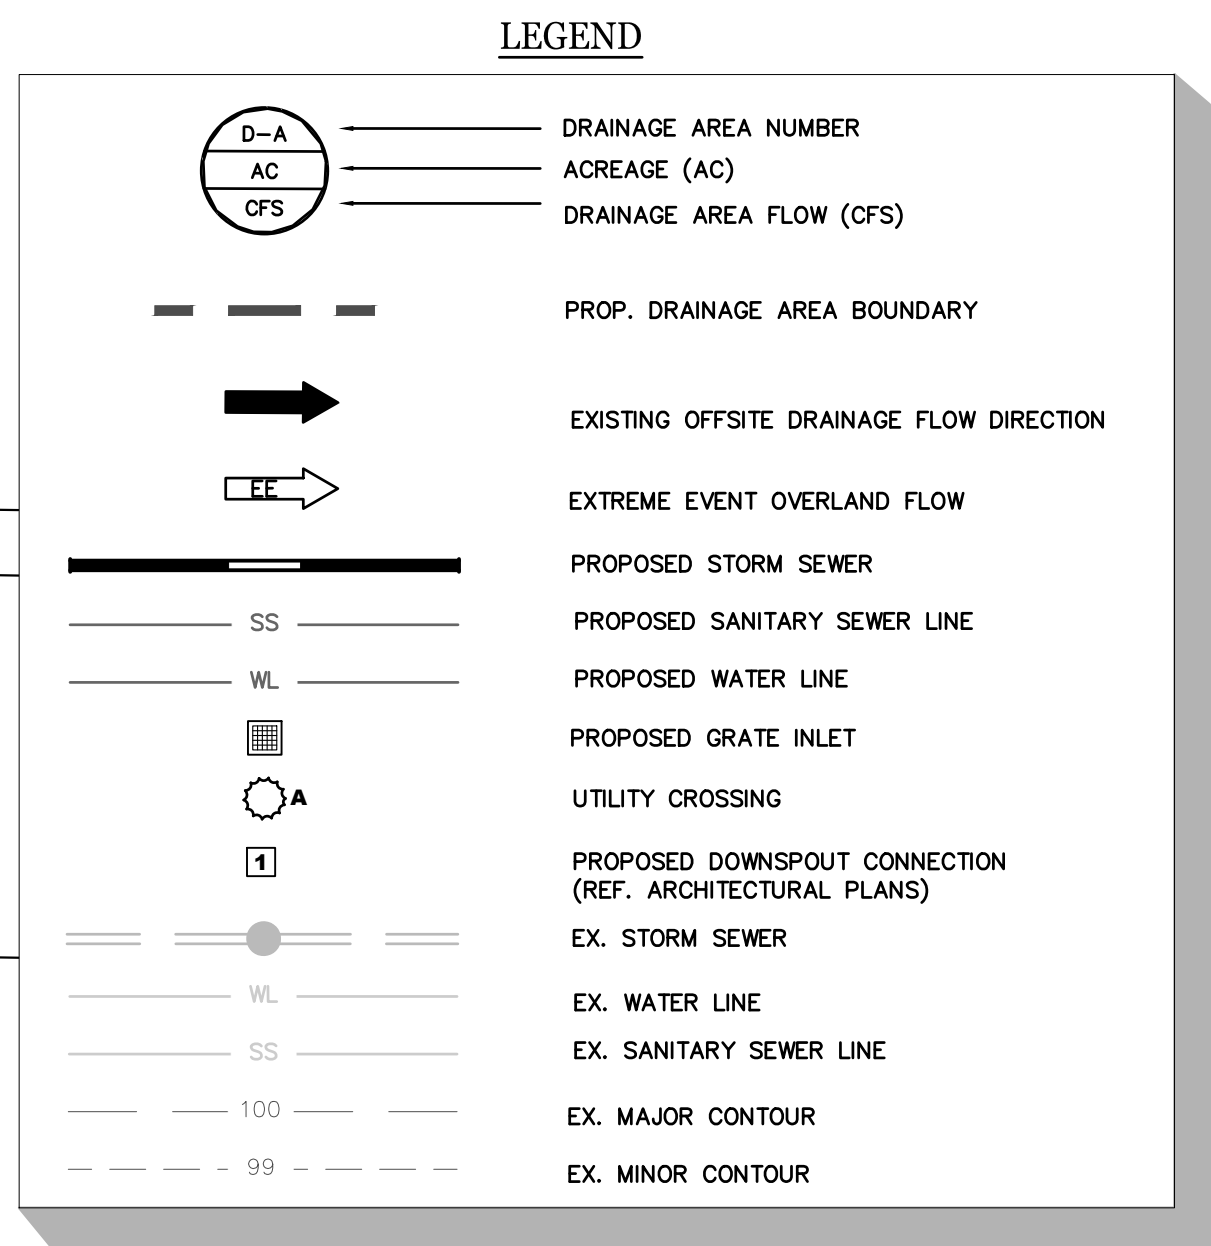 LEGEND
D-A
DRAINAGE AREA NUMBER
AC
ACREAGE (AC)
CFS
DRAINAGE AREA FLOW (CFS)
PROP. DRAINAGE AREA BOUNDARY
EXISTING OFFSITE DRAINAGE FLOW DIRECTION
EE
EXTREME EVENT OVERLAND FLOW
PROPOSED STORM SEWER
SS
PROPOSED SANITARY SEWER LINE
WL
PROPOSED WATER LINE
PROPOSED GRATE INLET
A
UTILITY CROSSING
1
PROPOSED DOWNSPOUT CONNECTION
(REF. ARCHITECTURAL PLANS)
EX. STORM SEWER
WL
EX. WATER LINE
SS
EX. SANITARY SEWER LINE
100
EX. MAJOR CONTOUR
99
EX. MINOR CONTOUR